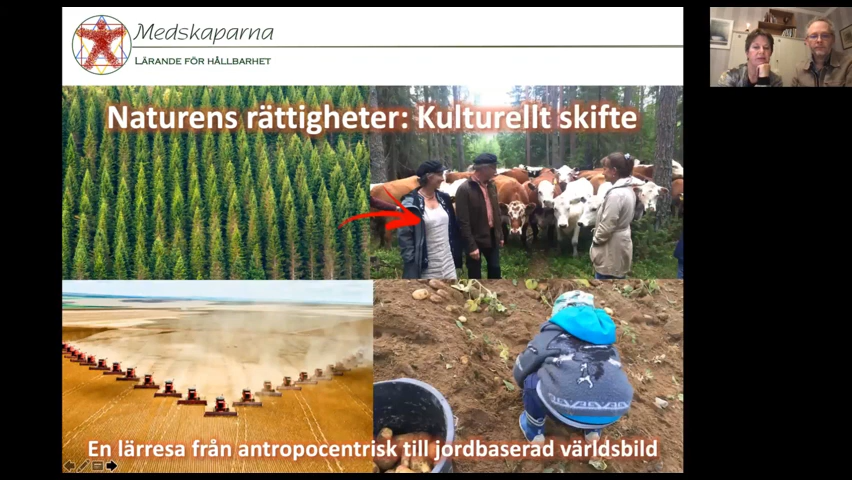 Medskaparna
LÄRANDE FÖR HÅLLBARHET
Naturens rättigheter: Kulturellt skifte
En lärresa från antropocentrisk till jordbaserad världsbild